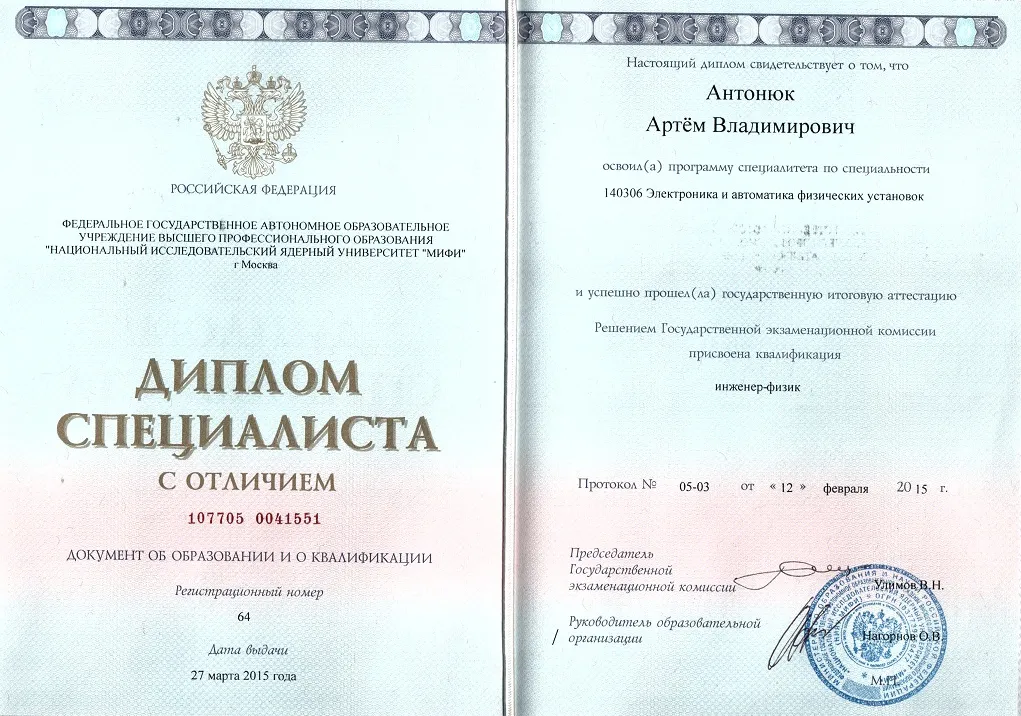 РОССИЙСКАЯ ФЕДЕРАЦИЯ
ФЕДЕРАЛЬНОЕ ГОСУДАРСТВЕННОЕ АВТОНОМНОЕ ОБРАЗОВАТЕЛЬНОЕ
УЧРЕЖДЕНИЕ ВЫСШЕГО ПРОФЕССИОНАЛЬНОГО ОБРАЗОВАНИЯ
"НАЦИОНАЛЬНЫЙ ИССЛЕДОВАТЕЛЬСКИЙ ЯДЕРНЫЙ УНИВЕРСИТЕТ "МИФИ"
г Москва
ДИПЛОМ
СПЕЦИАЛИСТА
С ОТЛИЧИЕМ
107705 0041551
ДОКУМЕНТ ОБ ОБРАЗОВАНИИ И О КВАЛИФИКАЦИИ
Регистрационный номер
64
Дата выдачи
27 марта 2015 года
Настоящий диплом свидетельствует о том, что
Антонюк
Артём Владимирович
освоил(а) программу специалитета по специальности
140306 Электроника и автоматика физических установок
и успешно прошел(ла) государственную итоговую аттестацию
Решением Государственной экзаменационной комиссии
присвоена квалификация
инженер-физик
Протокол № 05-03 от « 12 » февраля 2015 г.
Председатель
Государственной
экзаменационной комиссии Улимов В.Н.
Руководитель образовательной
организации Нагорнов О.В.
М.П.